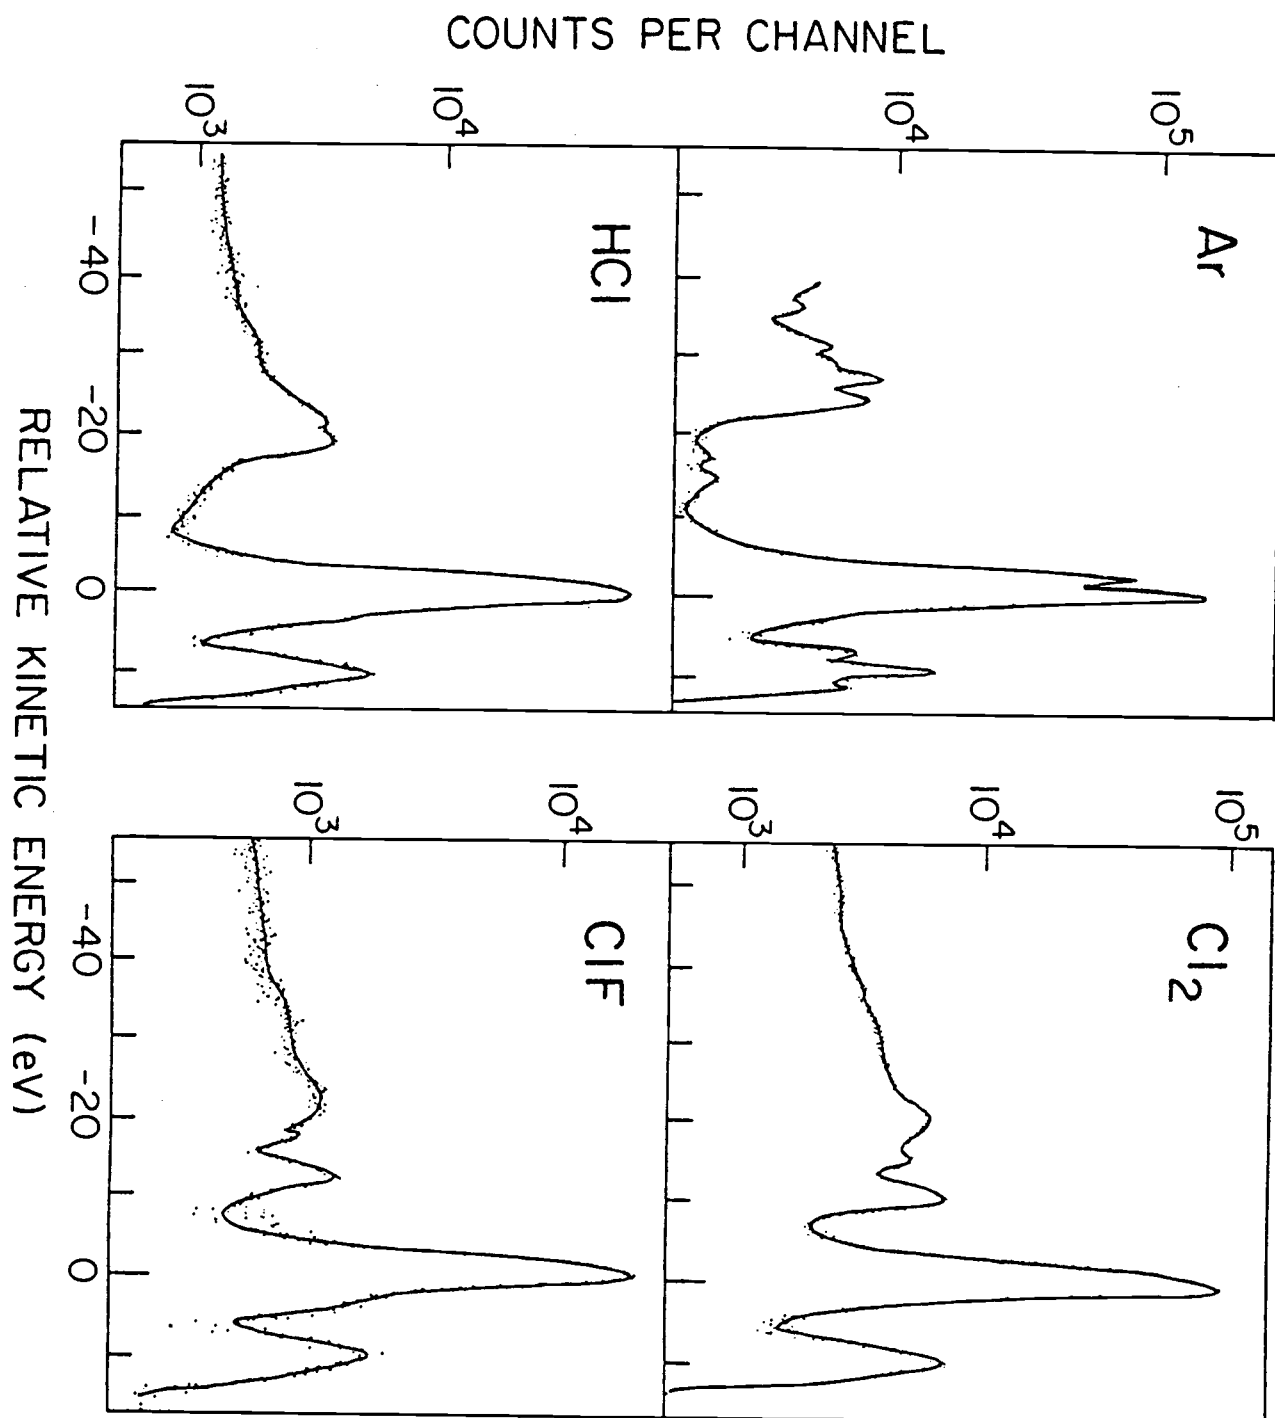 COUNTS PER CHANNEL
10³
10⁴
10⁴
10⁵
HCl
Ar
-40
-20
0
10³
10⁴
10³
10⁴
10⁵
ClF
Cl₂
-40
-20
0
RELATIVE KINETIC ENERGY (eV)